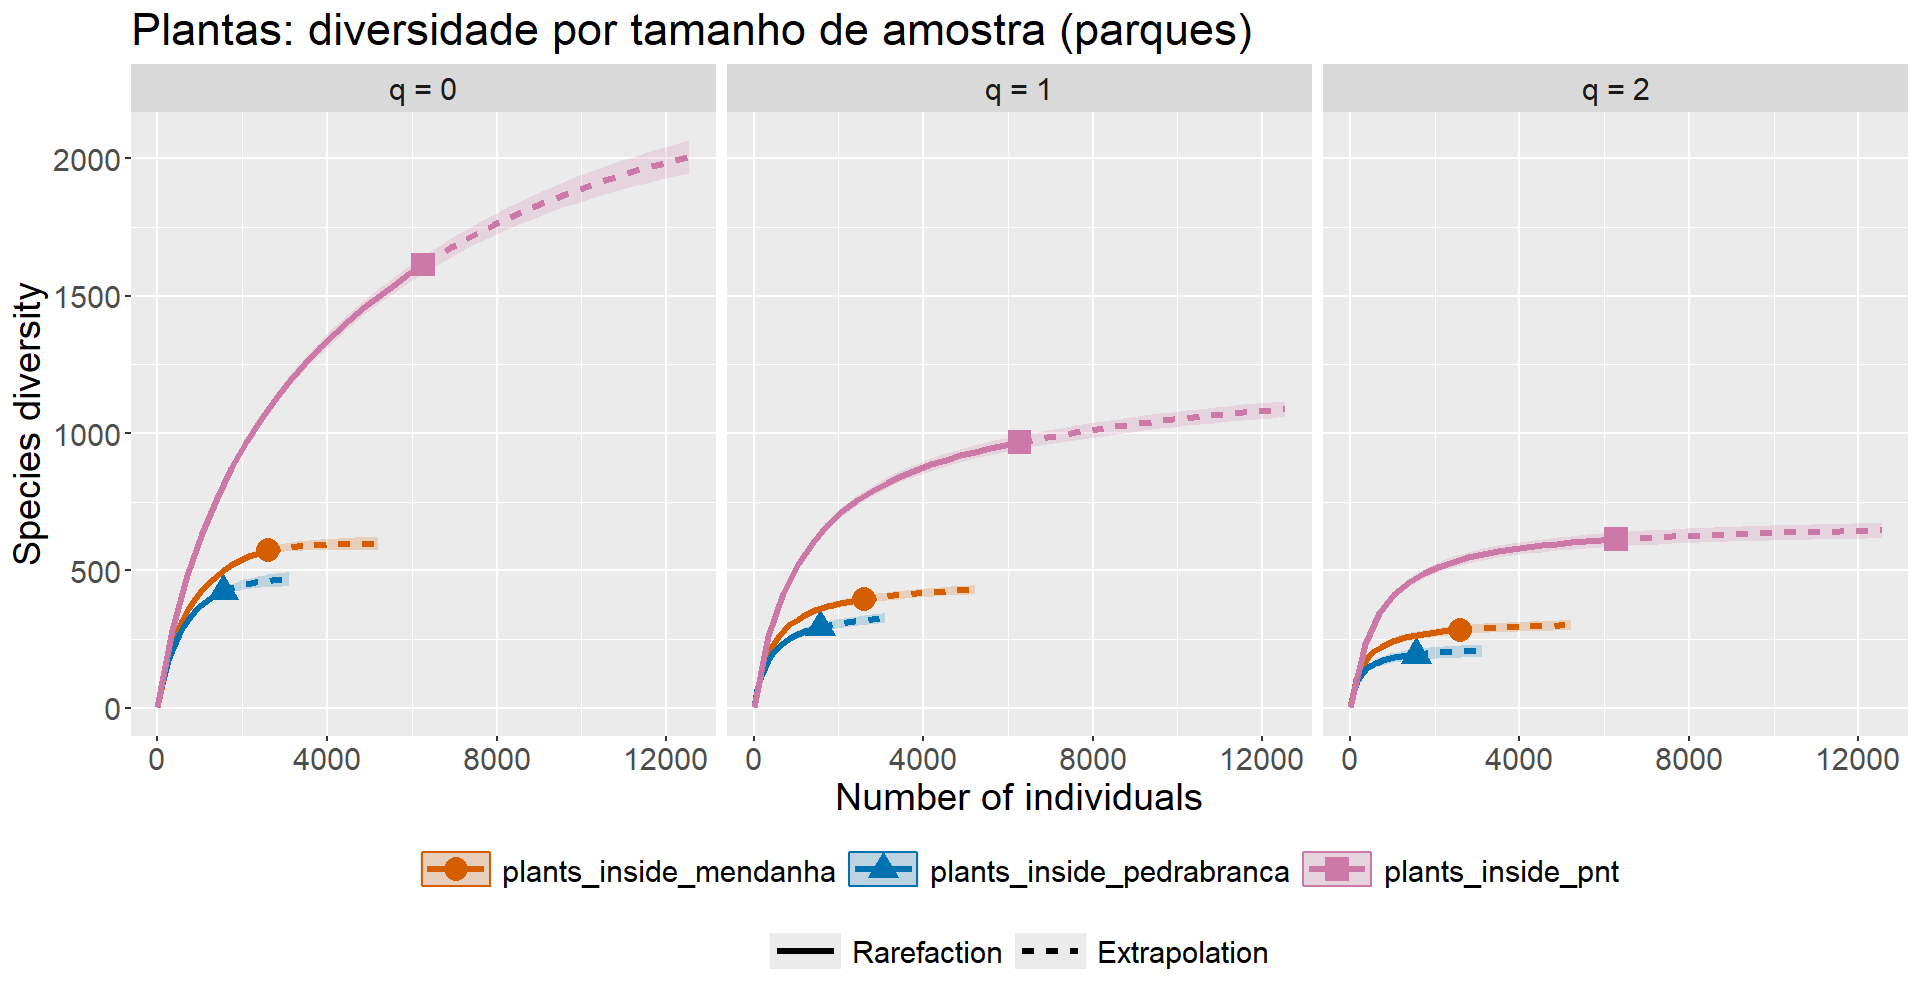 Plantas: diversidade por tamanho de amostra (parques)
q = 0 q = 1 q = 2
Species diversity
2000
1500
1000
500
0
0 4000 8000 12000 0 4000 8000 12000 0 4000 8000 12000
Number of individuals
plants_inside_mendanha plants_inside_pedrabranca plants_inside_pnt
Rarefaction Extrapolation